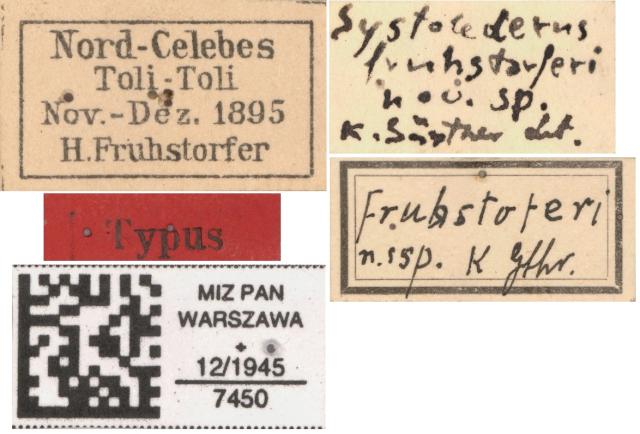 Nord-Celebes
Toli-Toli
Nov.-Dez. 1895
H.Fruhstorfer
Typus
MIZ PAN
WARSZAWA
12/1945
7450
Systolederus
fruhstorferi
nov. sp.
K. Günther det.
Fruhstoferi
n. ssp. K Gthr.